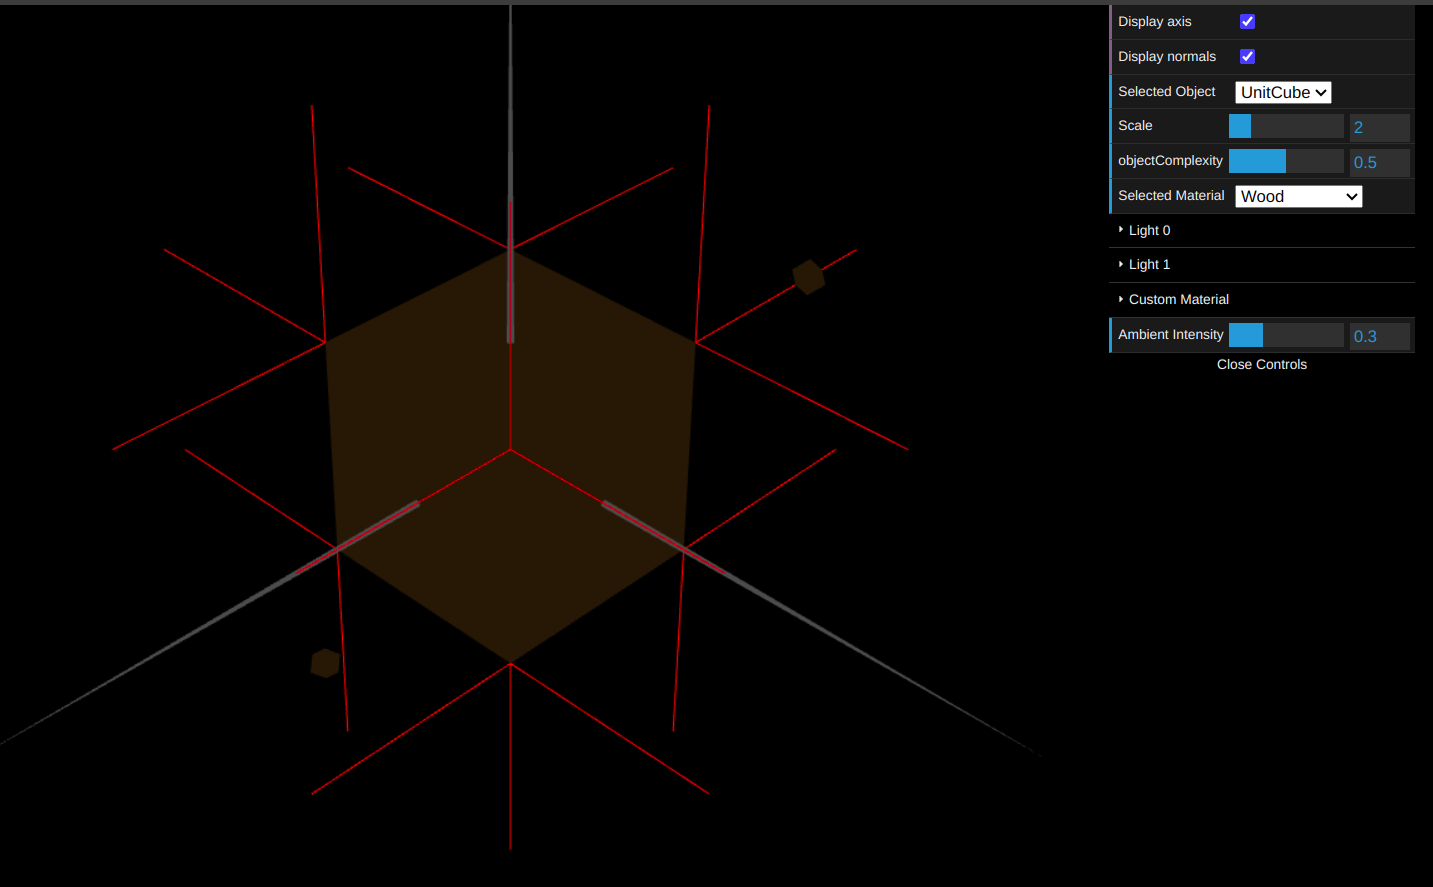 Display axis
Display normals
Selected Object UnitCube
Scale 2
objectComplexity 0.5
Selected Material Wood
Light 0
Light 1
Custom Material
Ambient Intensity 0.3
Close Controls